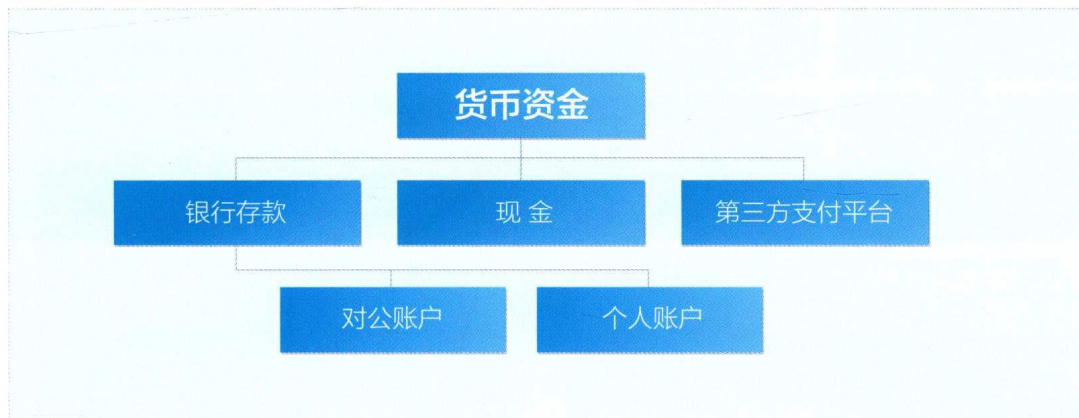 货币资金
银行存款
现 金
第三方支付平台
对公账户
个人账户